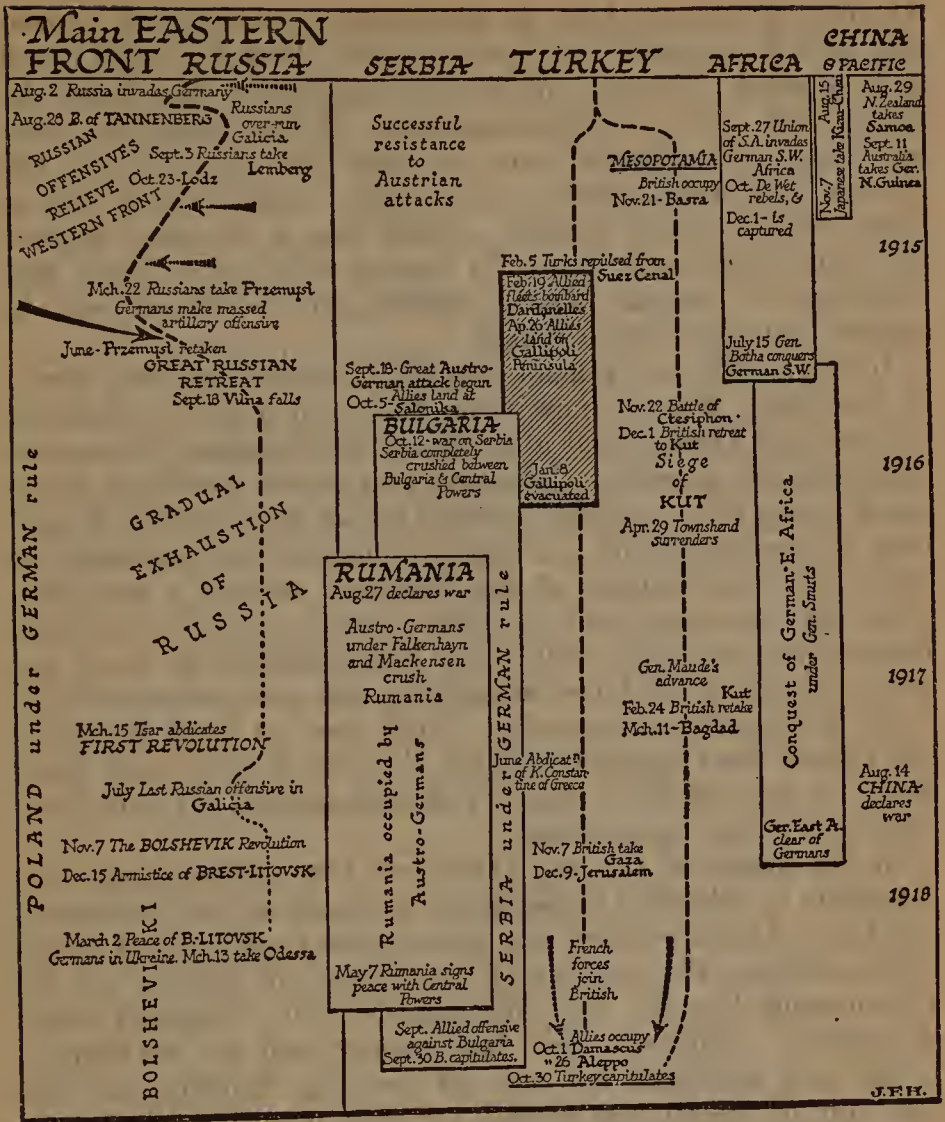 Main EASTERN
FRONT RUSSIA
SERBIA
TURKEY
AFRICA
CHINA
& PACIFIC
Aug. 2 Russia invades Germany
Aug. 28 B. of TANNENBERG
Russians
over-run
Galicia
Sept. 3 Russians take
Lemberg
RUSSIAN
OFFENSIVES
RELIEVE
WESTERN FRONT
Oct. 23-Lodz
Mch. 22 Russians take Przemysl
Germans make massed
artillery offensive
June-Przemysl retaken
GREAT RUSSIAN
RETREAT
Sept. 18 Vilna falls
POLAND under GERMAN rule
GRADUAL
EXHAUSTION
OF
RUSSIA
Mch. 15 Tsar abdicates
FIRST REVOLUTION
July Last Russian offensive in
Galicia
Nov. 7 The BOLSHEVIK Revolution
Dec. 15 Armistice of BREST-LITOVSK
March 2 Peace of B.-LITOVSK
Germans in Ukraine. Mch. 13 take Odessa
BOLSHEVIKI
Successful
resistance
to
Austrian
attacks
Sept. 18-Great Austro-
German attack begun
Oct. 5-Allies land at
Salonika
BULGARIA
Oct. 12-war on Serbia
Serbia completely
crushed between
Bulgaria & Central
Powers
RUMANIA
Aug. 27 declares war
Austro-Germans
under Falkenhayn
and Mackensen
crush
Rumania
Rumania occupied by
Austro-Germans
May 7 Rumania signs
peace with Central
Powers
SERBIA under GERMAN rule
Sept. Allied offensive
against Bulgaria
Sept. 30 B. capitulates.
MESOPOTAMIA
British occupy
Nov. 21-Basra
Feb. 5 Turks repulsed from
Suez Canal
Feb. 19 Allied
fleets bombard
Dardanelles
Ap. 26 Allies
land on
Gallipoli
Peninsula
Jan. 8
Gallipoli
evacuated
Nov. 22 Battle of
Ctesiphon
Dec. 1 British retreat
to Kut
Siege
of
KUT
Apr. 29 Townshend
surrenders
Gen. Maude's
advance
Kut
Feb. 24 British retake
Mch. 11-Bagdad
June Abdicatn
of K. Constan
tine of Greece
Nov. 7 British take
Gaza
Dec. 9-Jerusalem
French
forces
join
British
Allies occupy
Oct. 1 Damascus
" 26 Aleppo
Oct. 30 Turkey capitulates
Sept. 27 Union
of S.A. invades
German S.W.
Africa
Oct. De Wet
rebels, &
Dec. 1-is
captured
July 15 Gen.
Botha conquers
German S.W.
Conquest of German E. Africa
under Gen. Smuts
Ger. East A.
clear of
Germans
Aug. 15
Nov. 7
Japanese take Kiau-Chau
Aug. 29
N. Zealand
takes
Samoa
Sept. 11
Australia
takes Ger.
N. Guinea
1915
1916
1917
Aug. 14
CHINA
declares
war
1918
J.F.H.